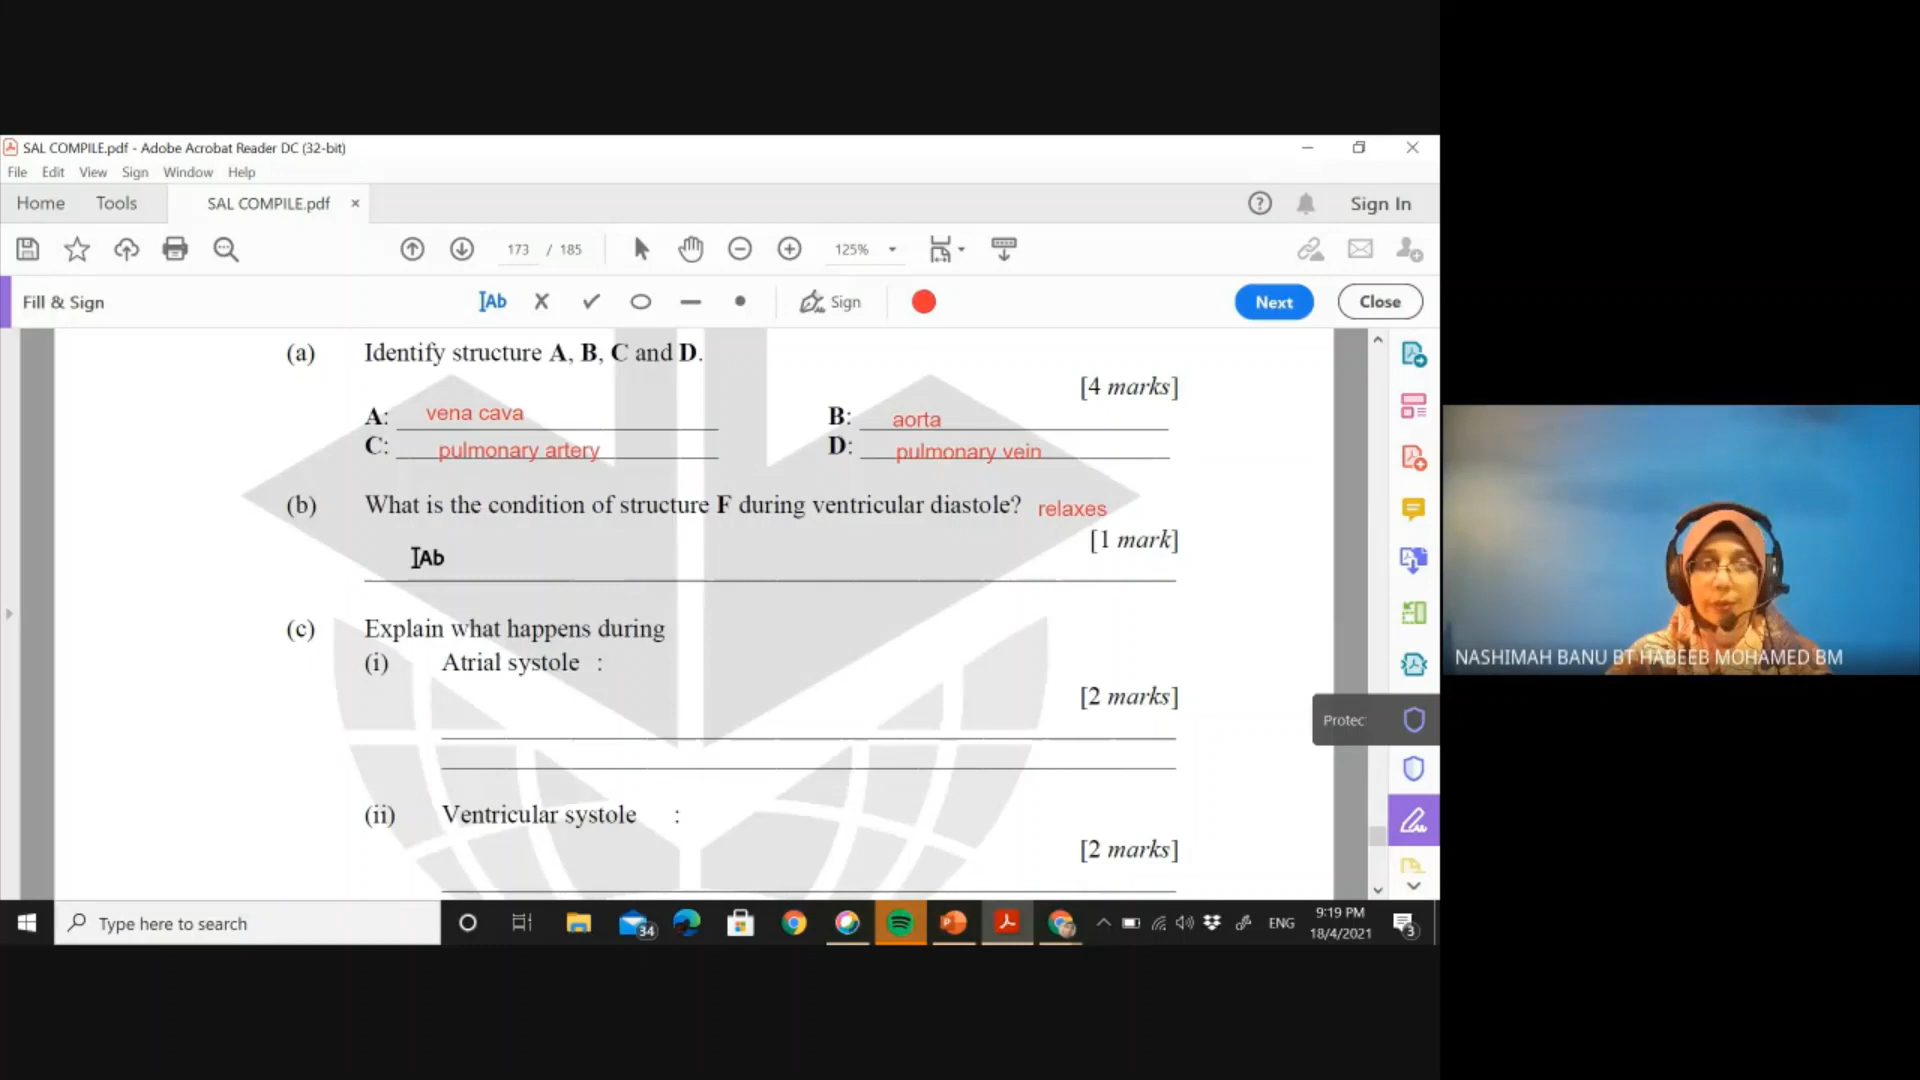 SAL COMPILE.pdf - Adobe Acrobat Reader DC (32-bit)
File Edit View Sign Window Help
Home Tools SAL COMPILE.pdf × Sign In
173 / 185 125%
Fill & Sign IAb Sign Next Close
(a) Identify structure A, B, C and D.
[4 marks]
A: vena cava B: aorta
C: pulmonary artery D: pulmonary vein
(b) What is the condition of structure F during ventricular diastole? relaxes
[1 mark]
IAb
(c) Explain what happens during
(i) Atrial systole :
[2 marks]
NASHIMAH BANU BT HABEEB MOHAMED BM
Protec
(ii) Ventricular systole :
[2 marks]
Type here to search 34 ENG 9:19 PM 3
18/4/2021